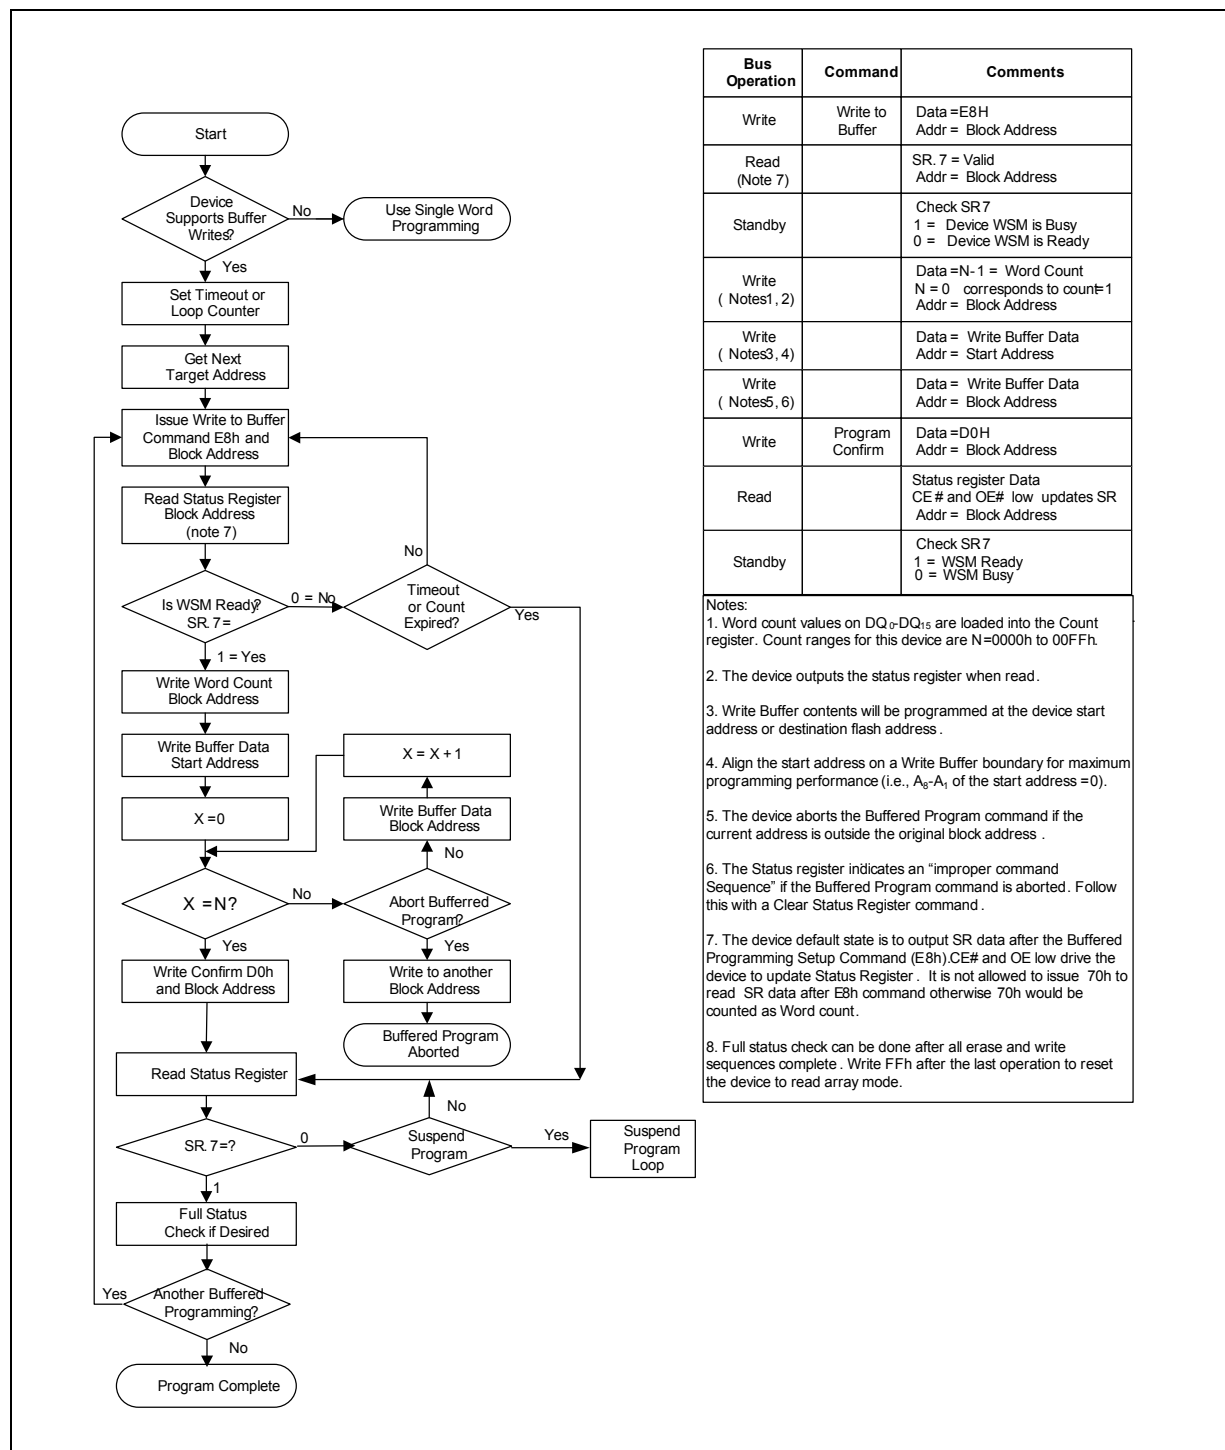 Start
Device
Supports Buffer
Writes?
No
Use Single Word
Programming
Yes
Set Timeout or
Loop Counter
Get Next
Target Address
Issue Write to Buffer
Command E8h and
Block Address
Read Status Register
Block Address
(note 7)
No
Is WSM Ready?
SR. 7 =
0 = No
Timeout
or Count
Expired?
Yes
1 = Yes
Write Word Count
Block Address
Write Buffer Data
Start Address
X = X + 1
X =0
Write Buffer Data
Block Address
No
X =N?
No
Abort Bufferred
Program?
Yes
Yes
Write Confirm D0h
and Block Address
Write to another
Block Address
Buffered Program
Aborted
Read Status Register
No
SR. 7=?
0
Suspend
Program
Yes
Suspend
Program
Loop
1
Full Status
Check if Desired
Yes
Another Buffered
Programming?
No
Program Complete
Bus
Operation
Command
Comments
Write
Write to
Buffer
Data =E8H
Addr = Block Address
Read
(Note 7)
SR. 7 = Valid
Addr = Block Address
Standby
Check SR7
1 = Device WSM is Busy
0 = Device WSM is Ready
Write
( Notes1, 2)
Data =N-1 = Word Count
N = 0 corresponds to count=1
Addr = Block Address
Write
( Notes3, 4)
Data = Write Buffer Data
Addr = Start Address
Write
( Notes5, 6)
Data = Write Buffer Data
Addr = Block Address
Write
Program
Confirm
Data =D0H
Addr = Block Address
Read
Status register Data
CE# and OE# low updates SR
Addr = Block Address
Standby
Check SR7
1 = WSM Ready
0 = WSM Busy
Notes:
1. Word count values on DQ0-DQ15 are loaded into the Count
register. Count ranges for this device are N=0000h to 00FFh.
2. The device outputs the status register when read.
3. Write Buffer contents will be programmed at the device start
address or destination flash address.
4. Align the start address on a Write Buffer boundary for maximum
programming performance (i.e., A8-A1 of the start address =0).
5. The device aborts the Buffered Program command if the
current address is outside the original block address .
6. The Status register indicates an “improper command
Sequence” if the Buffered Program command is aborted. Follow
this with a Clear Status Register command .
7. The device default state is to output SR data after the Buffered
Programming Setup Command (E8h).CE# and OE low drive the
device to update Status Register . It is not allowed to issue 70h to
read SR data after E8h command otherwise 70h would be
counted as Word count.
8. Full status check can be done after all erase and write
sequences complete . Write FFh after the last operation to reset
the device to read array mode.